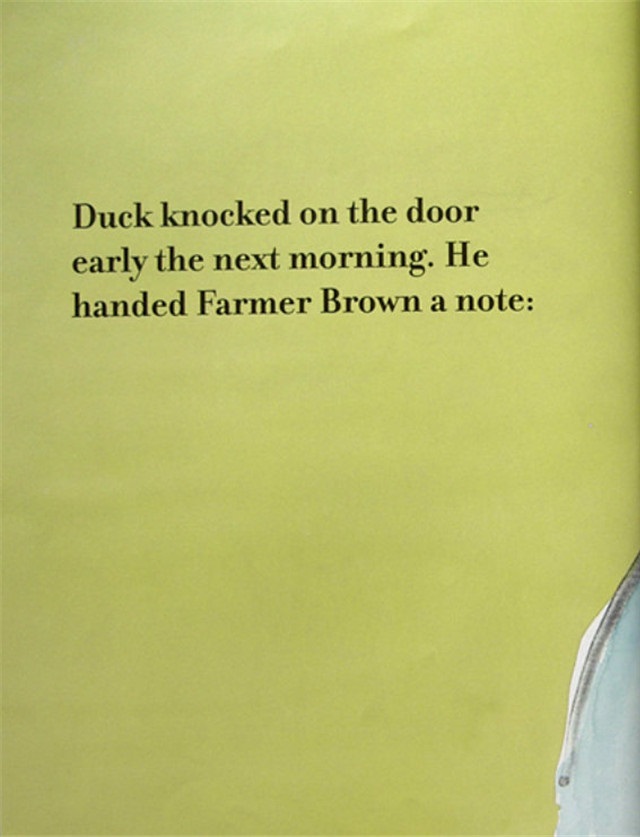 Duck knocked on the door
early the next morning. He
handed Farmer Brown a note: